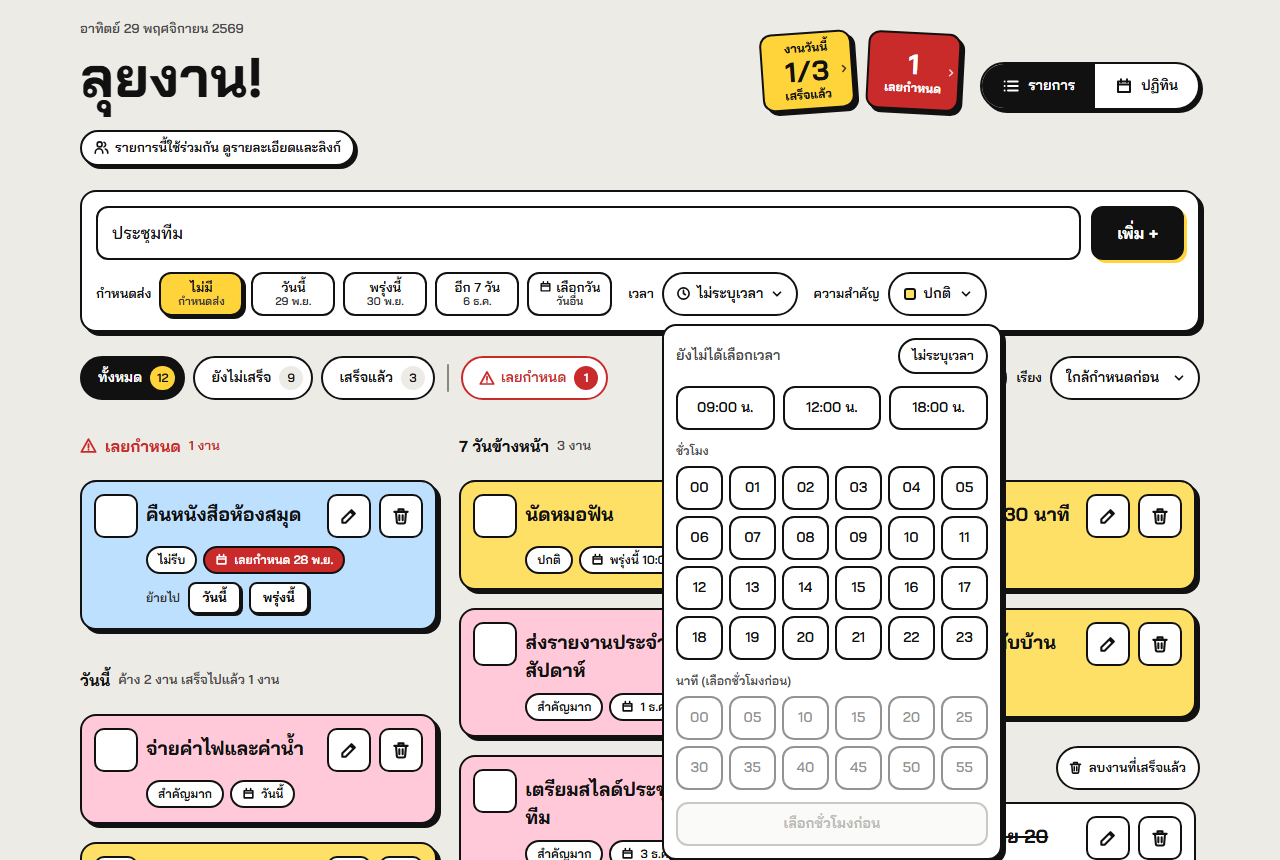 อาทิตย์ 29 พฤศจิกายน 2569
ลุยงาน!
งานวันนี้
1/3
เสร็จแล้ว
1
เลยกำหนด
รายการ
ปฏิทิน
รายการนี้ใช้ร่วมกัน ดูรายละเอียดและลิงก์
ประชุมทีม
เพิ่ม +
กำหนดส่ง
ไม่มี
กำหนดส่ง
วันนี้
29 พ.ย.
พรุ่งนี้
30 พ.ย.
อีก 7 วัน
6 ธ.ค.
เลือกวัน
วันอื่น
เวลา
ไม่ระบุเวลา
ความสำคัญ
ปกติ
ทั้งหมด 12
ยังไม่เสร็จ 9
เสร็จแล้ว 3
เลยกำหนด 1
เรียง
ใกล้กำหนดก่อน
ยังไม่ได้เลือกเวลา
ไม่ระบุเวลา
09:00 น. 12:00 น. 18:00 น.
ชั่วโมง
00 01 02 03 04 05
06 07 08 09 10 11
12 13 14 15 16 17
18 19 20 21 22 23
นาที (เลือกชั่วโมงก่อน)
00 05 10 15 20 25
30 35 40 45 50 55
เลือกชั่วโมงก่อน
เลยกำหนด 1 งาน
คืนหนังสือห้องสมุด
ไม่รีบ
เลยกำหนด 28 พ.ย.
ย้ายไป วันนี้ พรุ่งนี้
วันนี้ ค้าง 2 งาน เสร็จไปแล้ว 1 งาน
จ่ายค่าไฟและค่าน้ำ
สำคัญมาก
วันนี้
7 วันข้างหน้า 3 งาน
นัดหมอฟัน
ปกติ
พรุ่งนี้ 10:0
ส่งรายงานประจำ
สัปดาห์
สำคัญมาก
1 ธ.ค
เตรียมสไลด์ประชุ
ทีม
สำคัญมาก
3 ธ.ค
30 นาที
ับบ้าน
ลบงานที่เสร็จแล้ว
ย 20